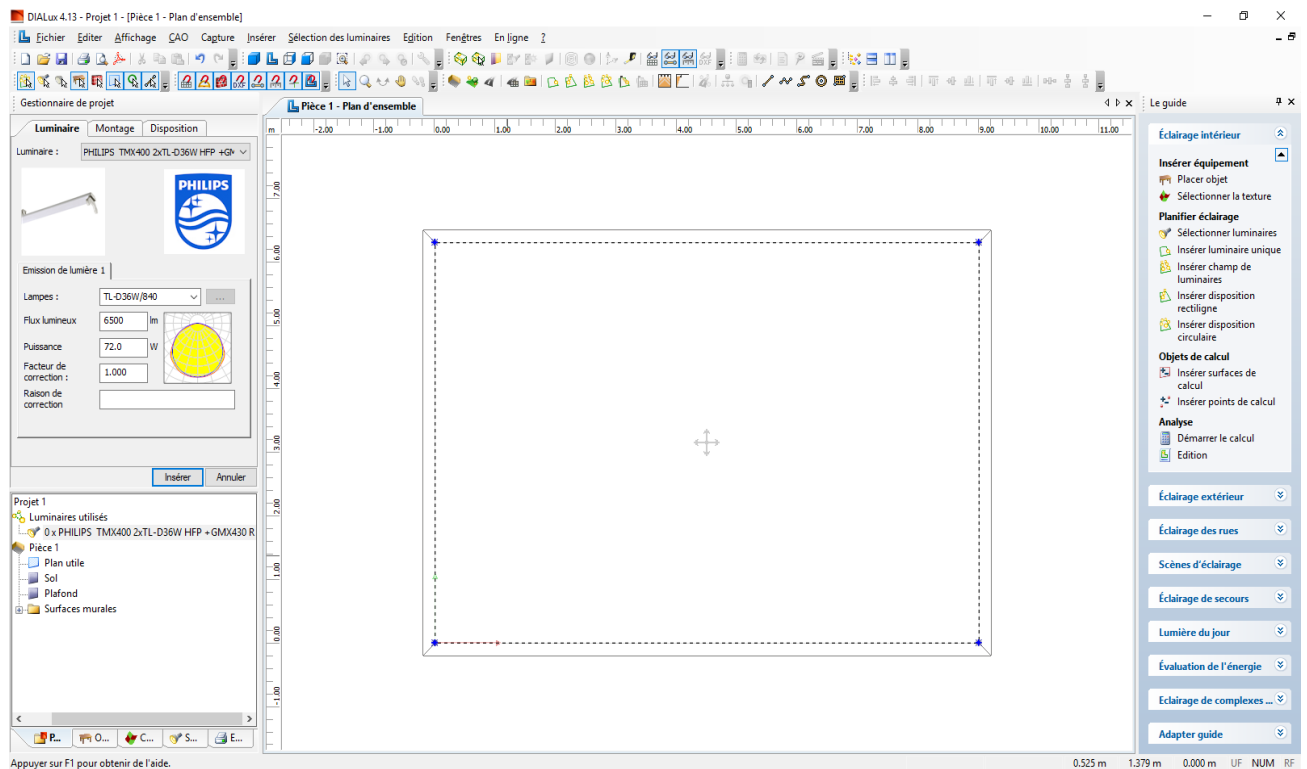 DIALux 4.13 - Projet 1 - [Pièce 1 - Plan d'ensemble]
Fichier Editer Affichage CAO Capture Insérer Sélection des luminaires Edition Fenêtres En ligne ?
Gestionnaire de projet
Luminaire Montage Disposition
Luminaire : PHILIPS TMX400 2xTL-D36W HFP +GM
PHILIPS
Emission de lumière 1
Lampes : TL-D36W/840 ...
Flux lumineux 6500 lm
Puissance 72.0 W
Facteur de
correction : 1.000
Raison de
correction
Insérer Annuler
Projet 1
Luminaires utilisés
0 x PHILIPS TMX400 2xTL-D36W HFP +GMX430 R
Pièce 1
Plan utile
Sol
Plafond
Surfaces murales
P... O... C... S... E...
Pièce 1 - Plan d'ensemble
m -2.00 -1.00 0.00 1.00 2.00 3.00 4.00 5.00 6.00 7.00 8.00 9.00 10.00 11.00
7.00
6.00
5.00
4.00
3.00
2.00
1.00
0.00
-1.00
Le guide
Éclairage intérieur
Insérer équipement
Placer objet
Sélectionner la texture
Planifier éclairage
Sélectionner luminaires
Insérer luminaire unique
Insérer champ de
luminaires
Insérer disposition
rectiligne
Insérer disposition
circulaire
Objets de calcul
Insérer surfaces de
calcul
Insérer points de calcul
Analyse
Démarrer le calcul
Edition
Éclairage extérieur
Éclairage des rues
Scènes d'éclairage
Éclairage de secours
Lumière du jour
Évaluation de l'énergie
Eclairage de complexes ...
Adapter guide
Appuyer sur F1 pour obtenir de l'aide. 0.525 m 1.379 m 0.000 m UF NUM RF